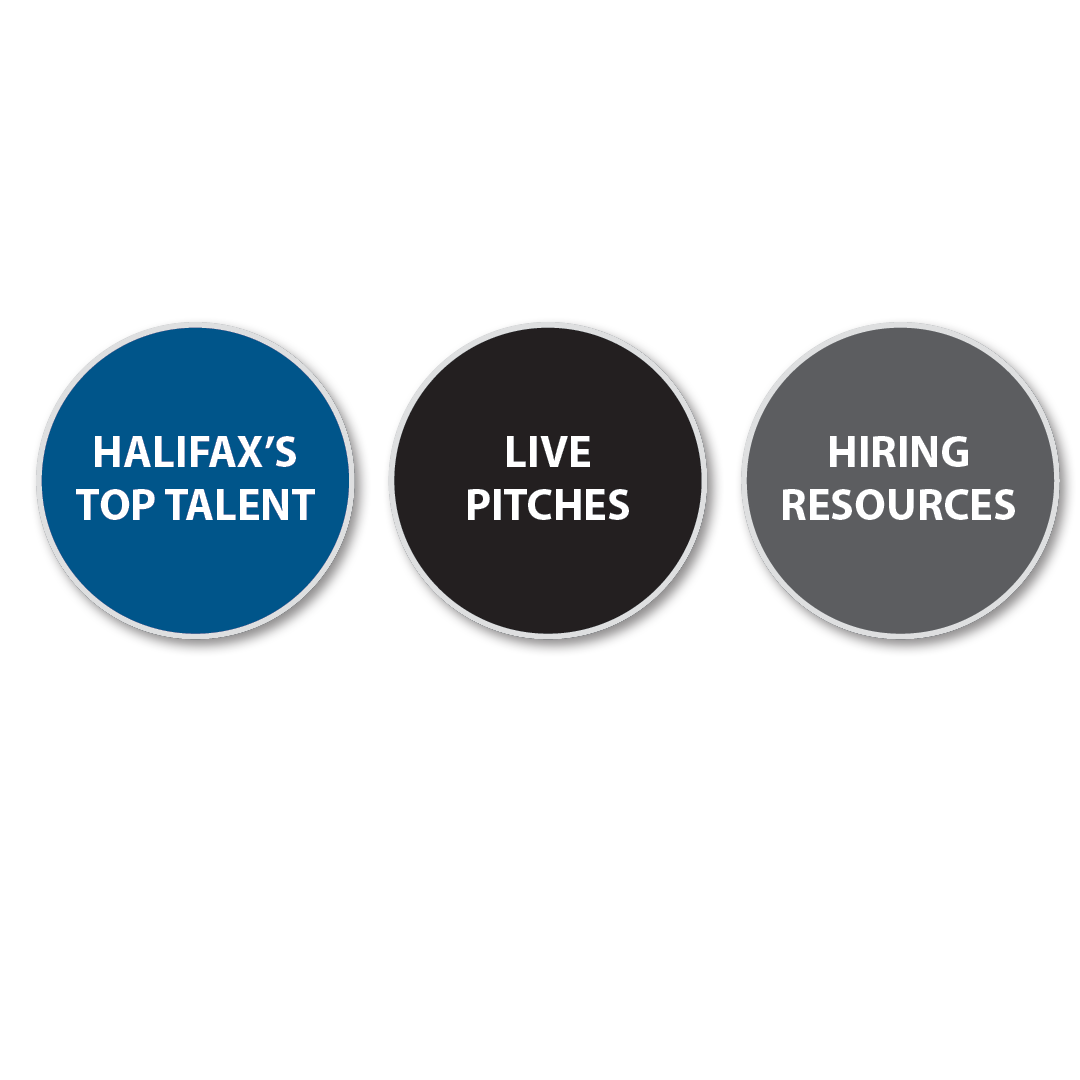 HALIFAX’S
TOP TALENT
LIVE
PITCHES
HIRING
RESOURCES